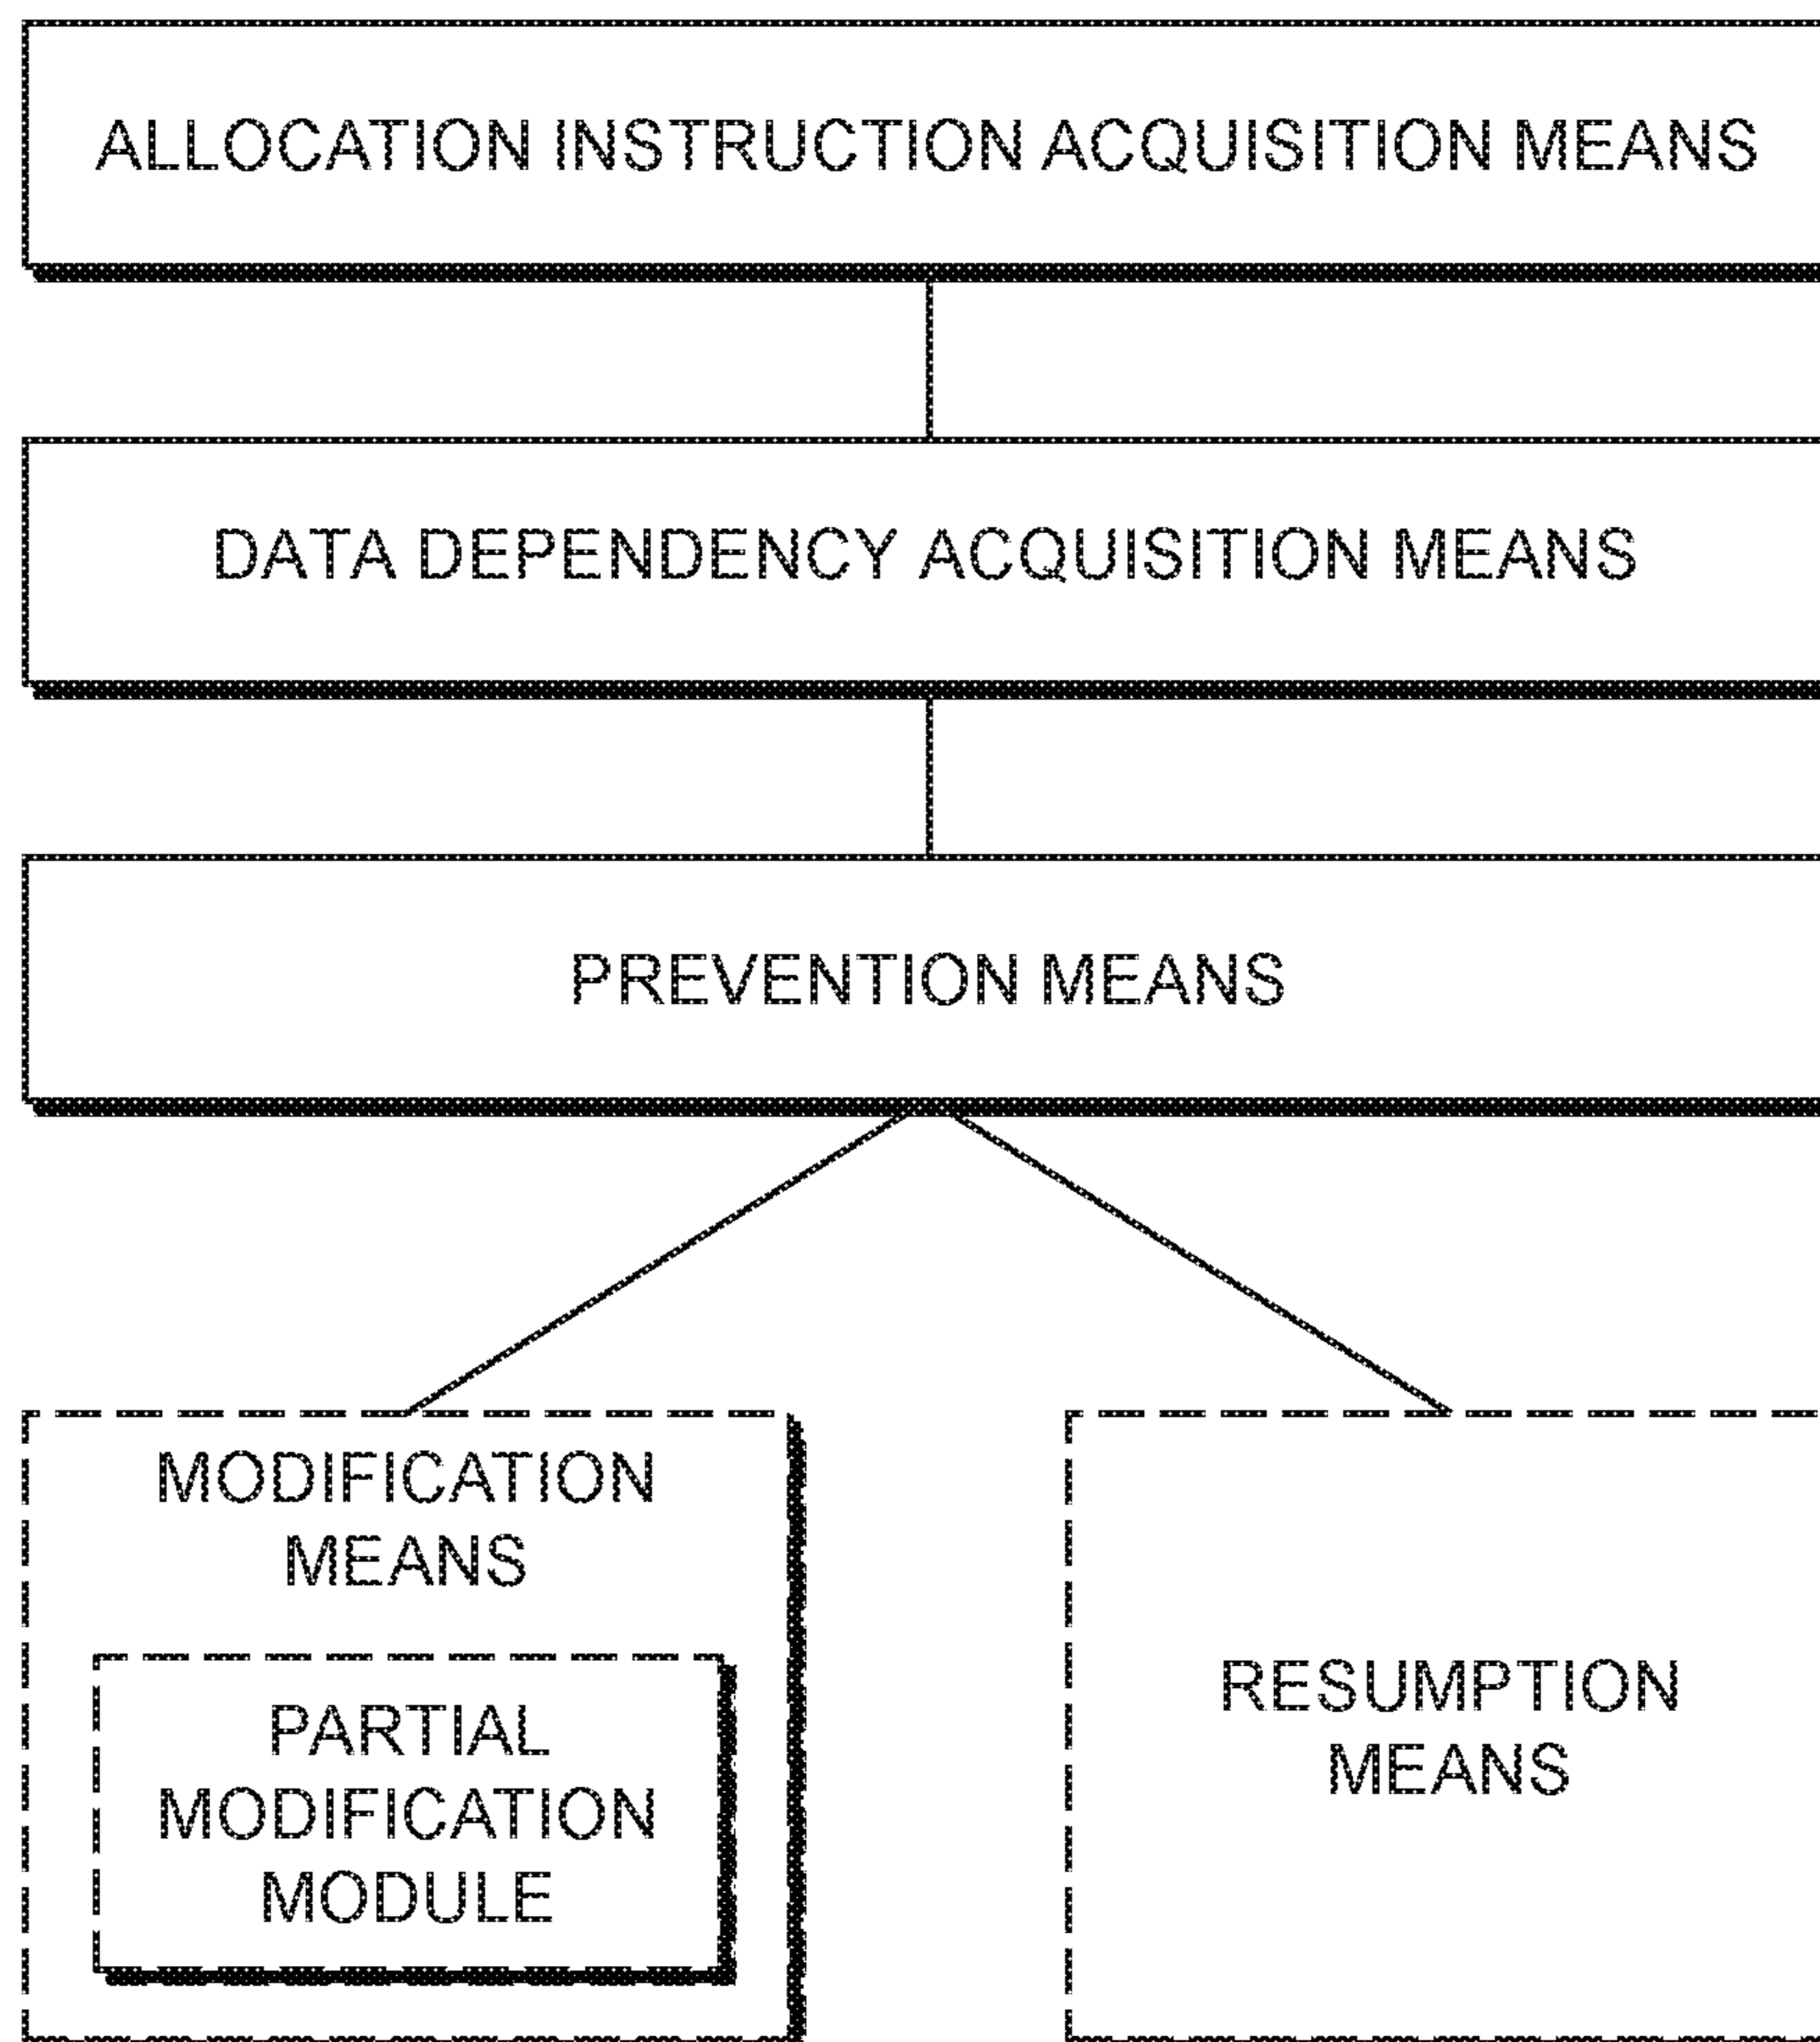 ALLOCATION INSTRUCTION ACQUISITION MEANS
DATA DEPENDENCY ACQUISITION MEANS
PREVENTION MEANS
MODIFICATION
MEANS
PARTIAL
MODIFICATION
MODULE
RESUMPTION
MEANS